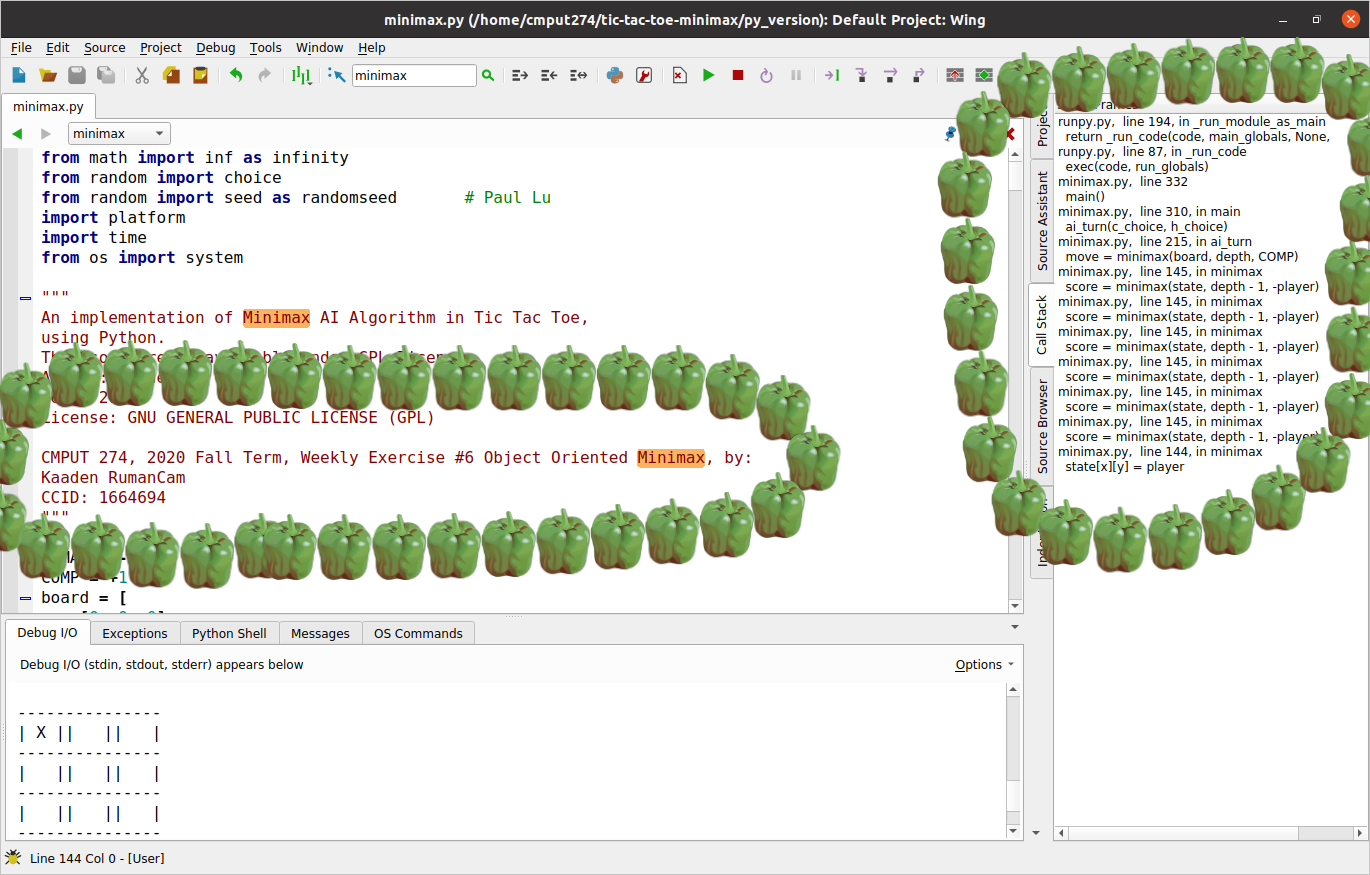 minimax.py (/home/cmput274/tic-tac-toe-minimax/py_version): Default Project: Wing
File Edit Source Project Debug Tools Window Help
minimax
minimax.py
minimax
from math import inf as infinity
from random import choice
from random import seed as randomseed # Paul Lu
import platform
import time
from os import system
"""
An implementation of Minimax AI Algorithm in Tic Tac Toe,
using Python.
License: GNU GENERAL PUBLIC LICENSE (GPL)
CMPUT 274, 2020 Fall Term, Weekly Exercise #6 Object Oriented Minimax, by:
Kaaden RumanCam
CCID: 1664694
"""
board = [
Source Assistant
Call Stack
Source Browser
runpy.py, line 194, in _run_module_as_main
return _run_code(code, main_globals, None,
runpy.py, line 87, in _run_code
exec(code, run_globals)
minimax.py, line 332
main()
minimax.py, line 310, in main
ai_turn(c_choice, h_choice)
minimax.py, line 215, in ai_turn
move = minimax(board, depth, COMP)
minimax.py, line 145, in minimax
score = minimax(state, depth - 1, -player)
minimax.py, line 145, in minimax
score = minimax(state, depth - 1, -player)
minimax.py, line 145, in minimax
score = minimax(state, depth - 1, -player)
minimax.py, line 145, in minimax
score = minimax(state, depth - 1, -player)
minimax.py, line 145, in minimax
score = minimax(state, depth - 1, -player)
minimax.py, line 145, in minimax
score = minimax(state, depth - 1, -player)
minimax.py, line 144, in minimax
state[x][y] = player
Debug I/O Exceptions Python Shell Messages OS Commands
Debug I/O (stdin, stdout, stderr) appears below
Options
---------------
| X ||   ||   |
---------------
|   ||   ||   |
---------------
|   ||   ||   |
---------------
Line 144 Col 0 - [User]